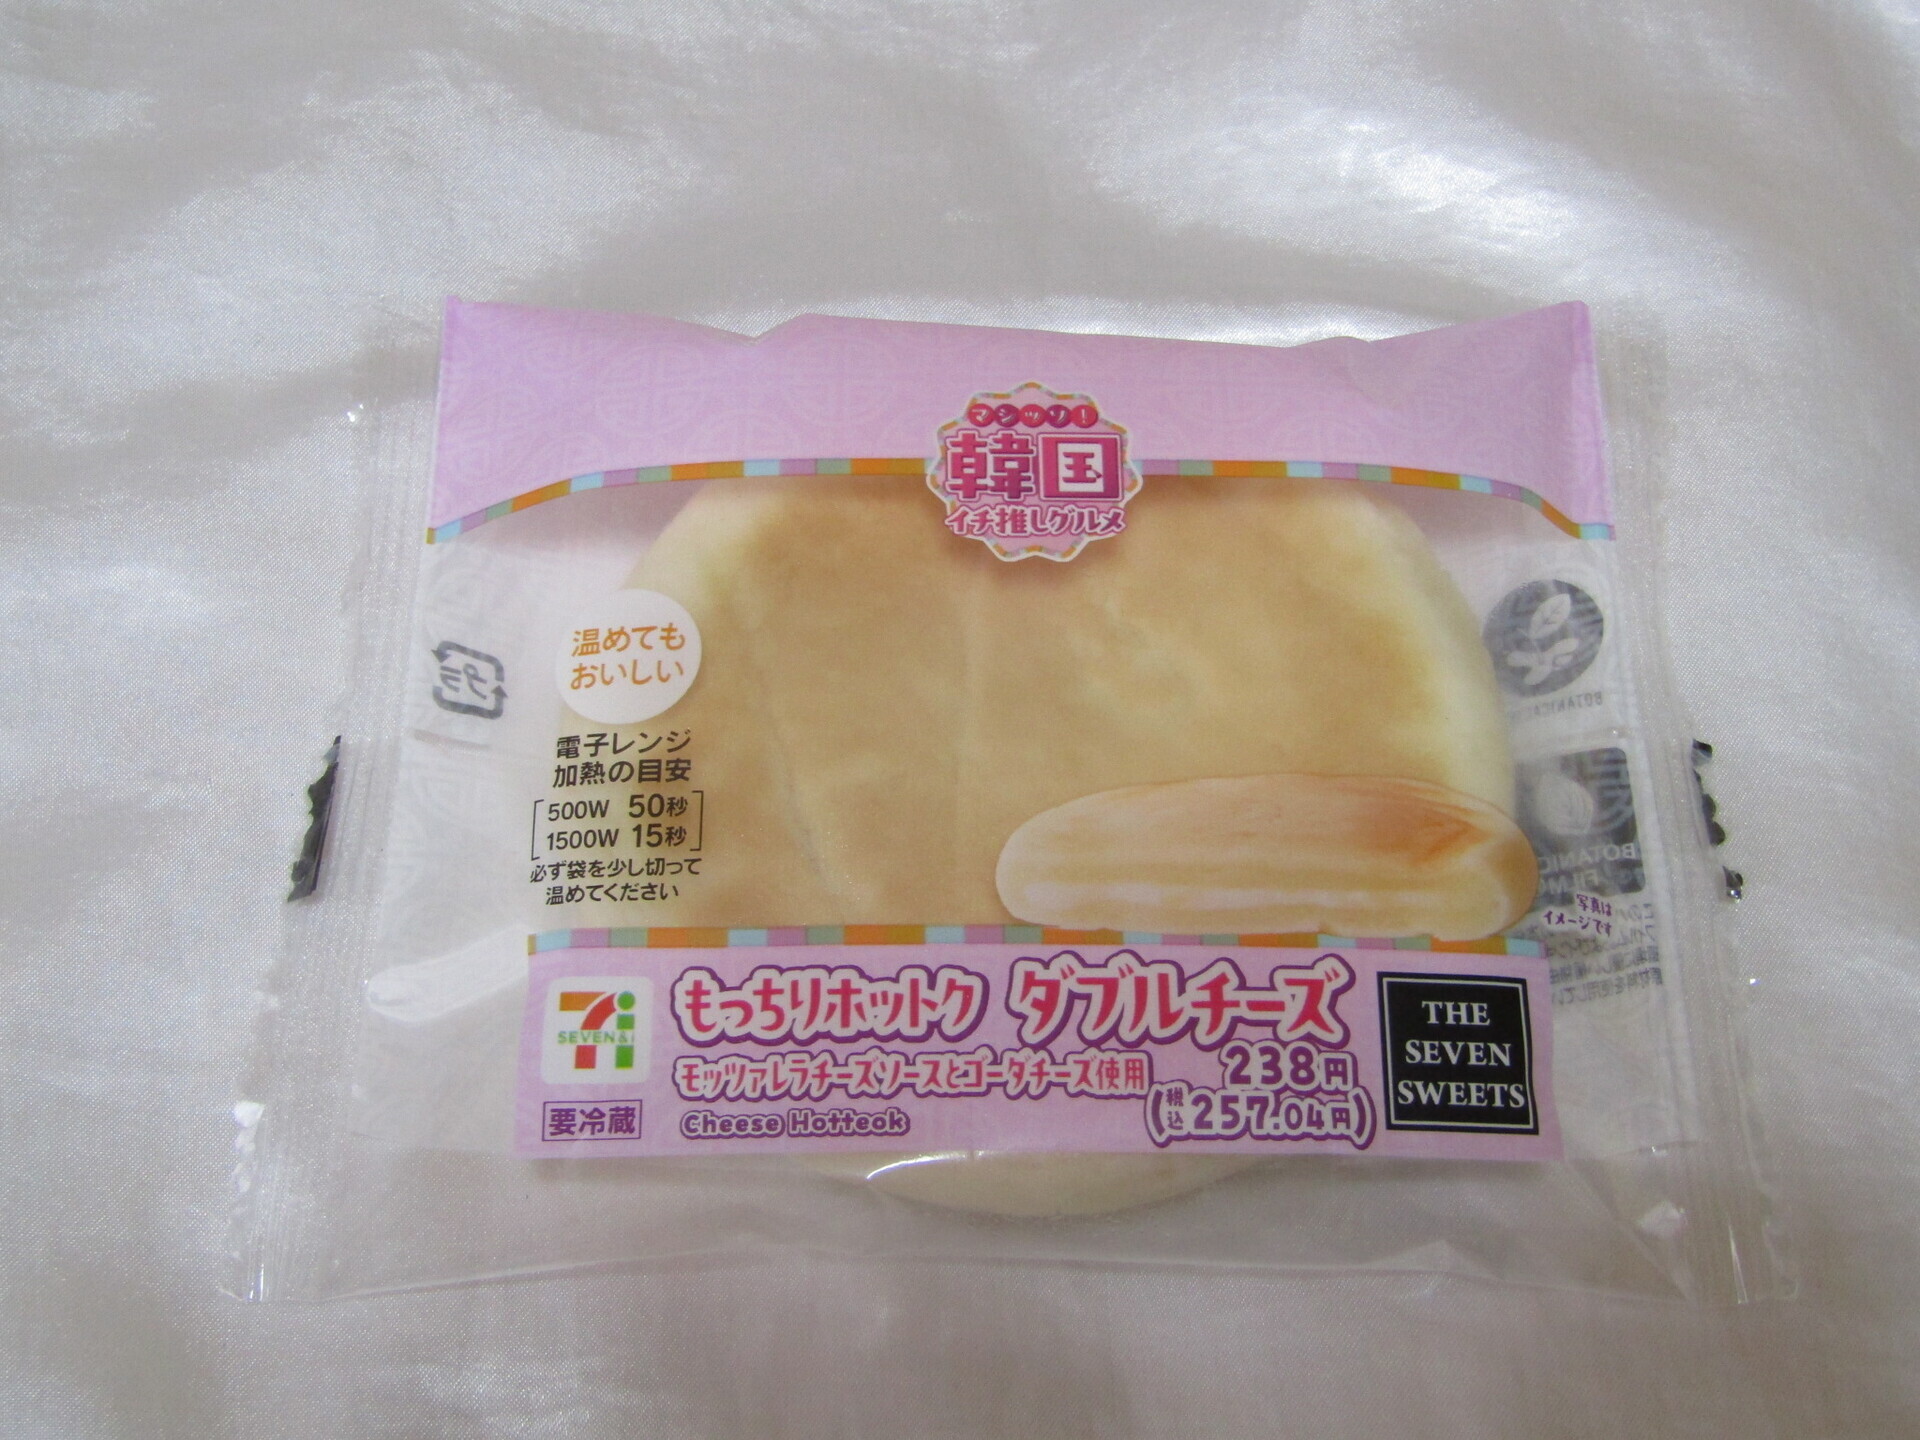 マシッソ!
韓国
イチ推しグルメ
温めても
おいしい
電子レンジ
加熱の目安
500W 50秒
1500W 15秒
必ず袋を少し切って
温めてください
プラ
写真は
イメージです
SEVEN&i
要冷蔵
もっちりホットク ダブルチーズ
モッツァレラチーズソースとゴーダチーズ使用
Cheese Hotteok
238円
(税込257.04円)
THE
SEVEN
SWEETS